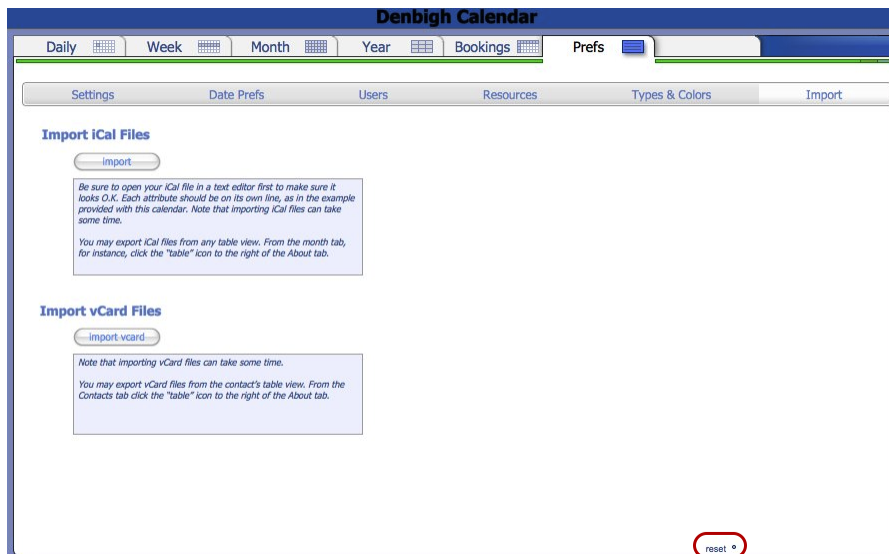 Denbigh Calendar
Daily Week Month Year Bookings Prefs
Settings Date Prefs Users Resources Types & Colors Import
Import iCal Files
import
Be sure to open your iCal file in a text editor first to make sure it
looks O.K. Each attribute should be on its own line, as in the example
provided with this calendar. Note that importing iCal files can take
some time.
You may export iCal files from any table view. From the month tab,
for instance, click the "table" icon to the right of the About tab.
Import vCard Files
import vcard
Note that importing vCard files can take some time.
You may export vCard files from the contact's table view. From the
Contacts tab click the "table" icon to the right of the About tab.
reset